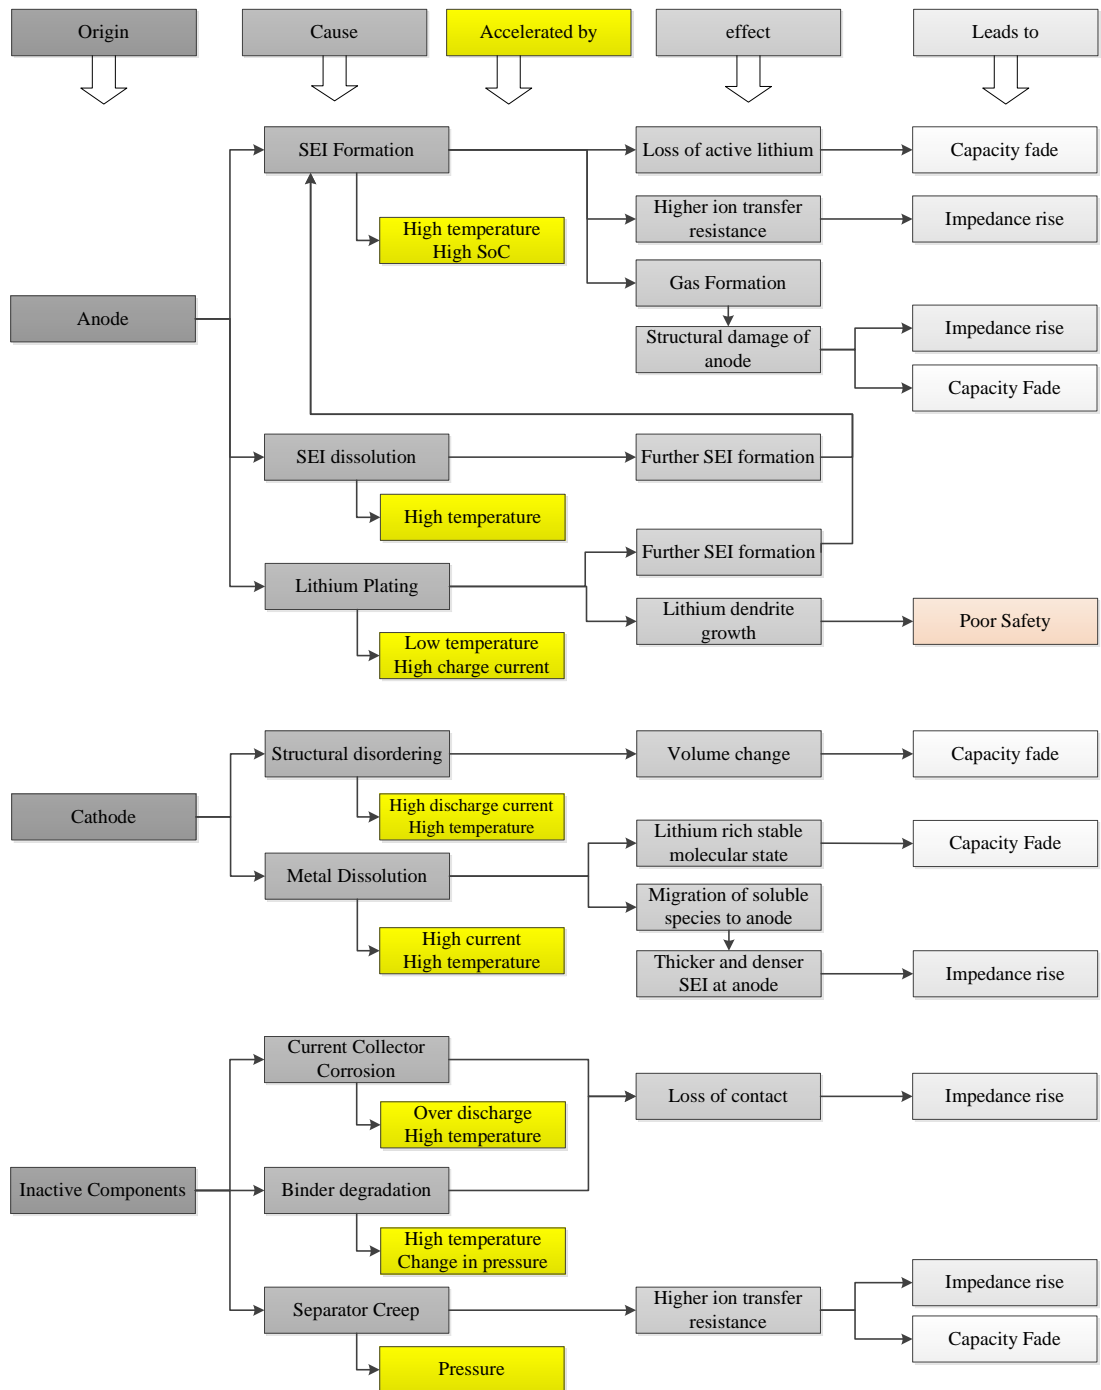 Origin
Cause
Accelerated by
effect
Leads to
SEI Formation
Loss of active lithium
Capacity fade
High temperature
High SoC
Higher ion transfer
resistance
Impedance rise
Gas Formation
Anode
Structural damage of
anode
Impedance rise
Capacity Fade
SEI dissolution
Further SEI formation
High temperature
Further SEI formation
Lithium Plating
Lithium dendrite
growth
Poor Safety
Low temperature
High charge current
Structural disordering
Volume change
Capacity fade
High discharge current
High temperature
Cathode
Lithium rich stable
molecular state
Capacity Fade
Metal Dissolution
Migration of soluble
species to anode
High current
High temperature
Thicker and denser
SEI at anode
Impedance rise
Current Collector
Corrosion
Loss of contact
Impedance rise
Over discharge
High temperature
Inactive Components
Binder degradation
High temperature
Change in pressure
Separator Creep
Higher ion transfer
resistance
Impedance rise
Capacity Fade
Pressure